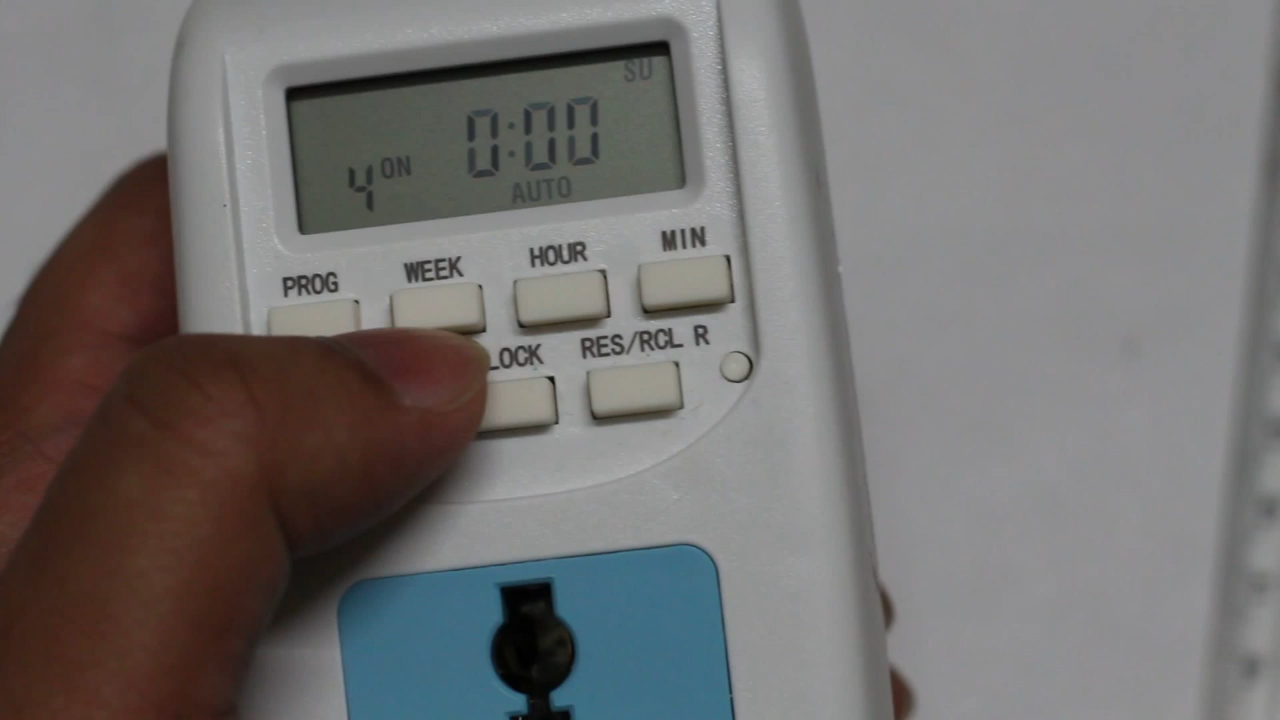 SU
0:00
4 ON
AUTO
PROG WEEK HOUR MIN
LOCK RES/RCL R